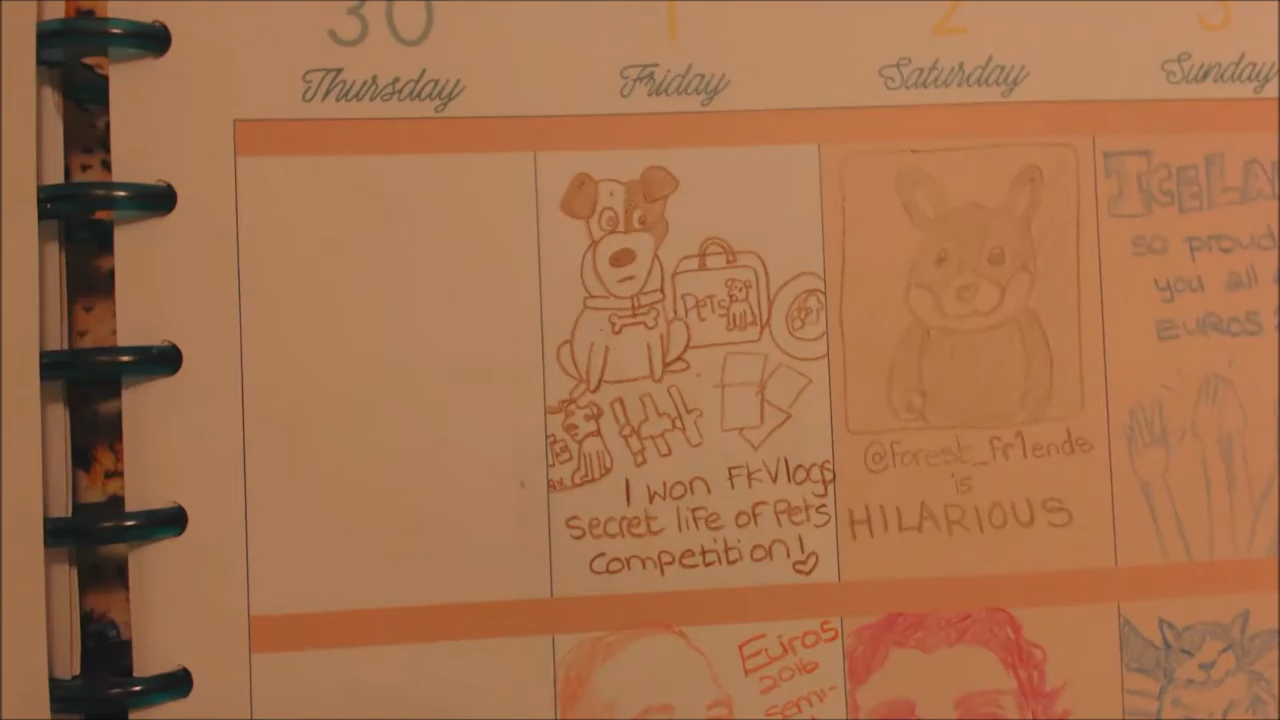 30 1 2 3
Thursday Friday Saturday Sunday
PETS
I won FKVlogs
secret life of Pets
competition!
@Forest_Fr1ends
is
HILARIOUS
so proud
you all
EUROS
Euros
2016
semi-